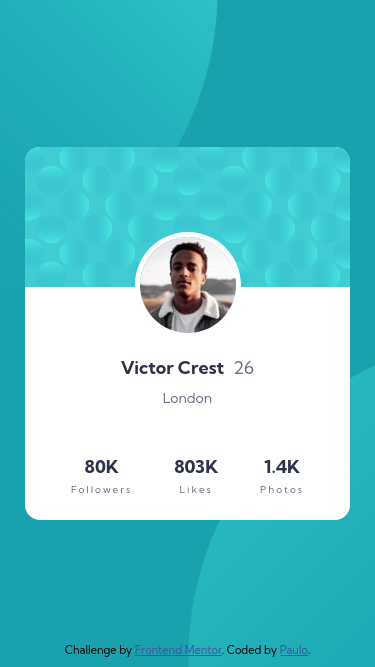 Victor Crest 26
London
80K 803K 1.4K
Followers Likes Photos
Challenge by Frontend Mentor. Coded by Paulo.